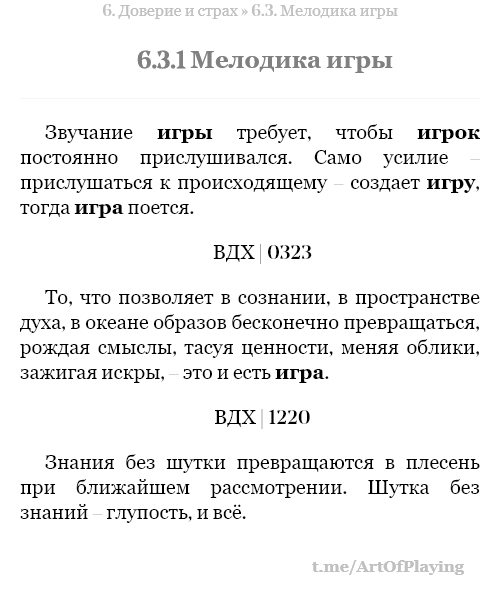 6. Доверие и страх » 6.3. Мелодика игры
6.3.1 Мелодика игры
Звучание игры требует, чтобы игрок
постоянно прислушивался. Само усилие –
прислушаться к происходящему – создает игру,
тогда игра поется.
ВДХ | 0323
То, что позволяет в сознании, в пространстве
духа, в океане образов бесконечно превращаться,
рождая смыслы, тасуя ценности, меняя облики,
зажигая искры, – это и есть игра.
ВДХ | 1220
Знания без шутки превращаются в плесень
при ближайшем рассмотрении. Шутка без
знаний – глупость, и всё.
t.me/ArtOfPlaying